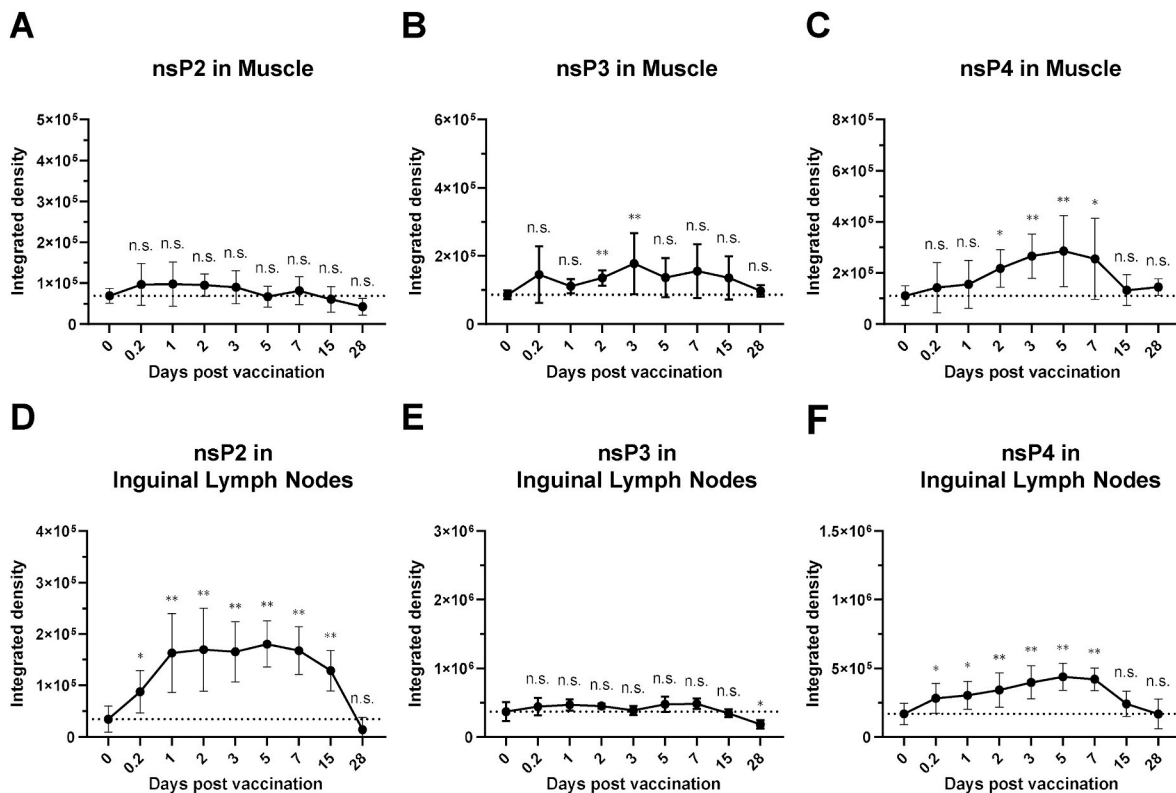 A
nsP2 in Muscle
Integrated density
5×10⁵
4×10⁵
3×10⁵
2×10⁵
1×10⁵
0
n.s. n.s. n.s. n.s. n.s. n.s. n.s. n.s.
0 0.2 1 2 3 5 7 15 28
Days post vaccination
B
nsP3 in Muscle
Integrated density
6×10⁵
4×10⁵
2×10⁵
0
n.s. n.s. ** ** n.s. n.s. n.s. n.s.
0 0.2 1 2 3 5 7 15 28
Days post vaccination
C
nsP4 in Muscle
Integrated density
8×10⁵
6×10⁵
4×10⁵
2×10⁵
0
n.s. n.s. * ** ** * n.s. n.s.
0 0.2 1 2 3 5 7 15 28
Days post vaccination
D
nsP2 in
Inguinal Lymph Nodes
Integrated density
4×10⁵
3×10⁵
2×10⁵
1×10⁵
0
* ** ** ** ** ** ** n.s.
0 0.2 1 2 3 5 7 15 28
Days post vaccination
E
nsP3 in
Inguinal Lymph Nodes
Integrated density
3×10⁶
2×10⁶
1×10⁶
0
n.s. n.s. n.s. n.s. n.s. n.s. n.s. *
0 0.2 1 2 3 5 7 15 28
Days post vaccination
F
nsP4 in
Inguinal Lymph Nodes
Integrated density
1.5×10⁶
1×10⁶
5×10⁵
0
* * ** ** ** ** n.s. n.s.
0 0.2 1 2 3 5 7 15 28
Days post vaccination